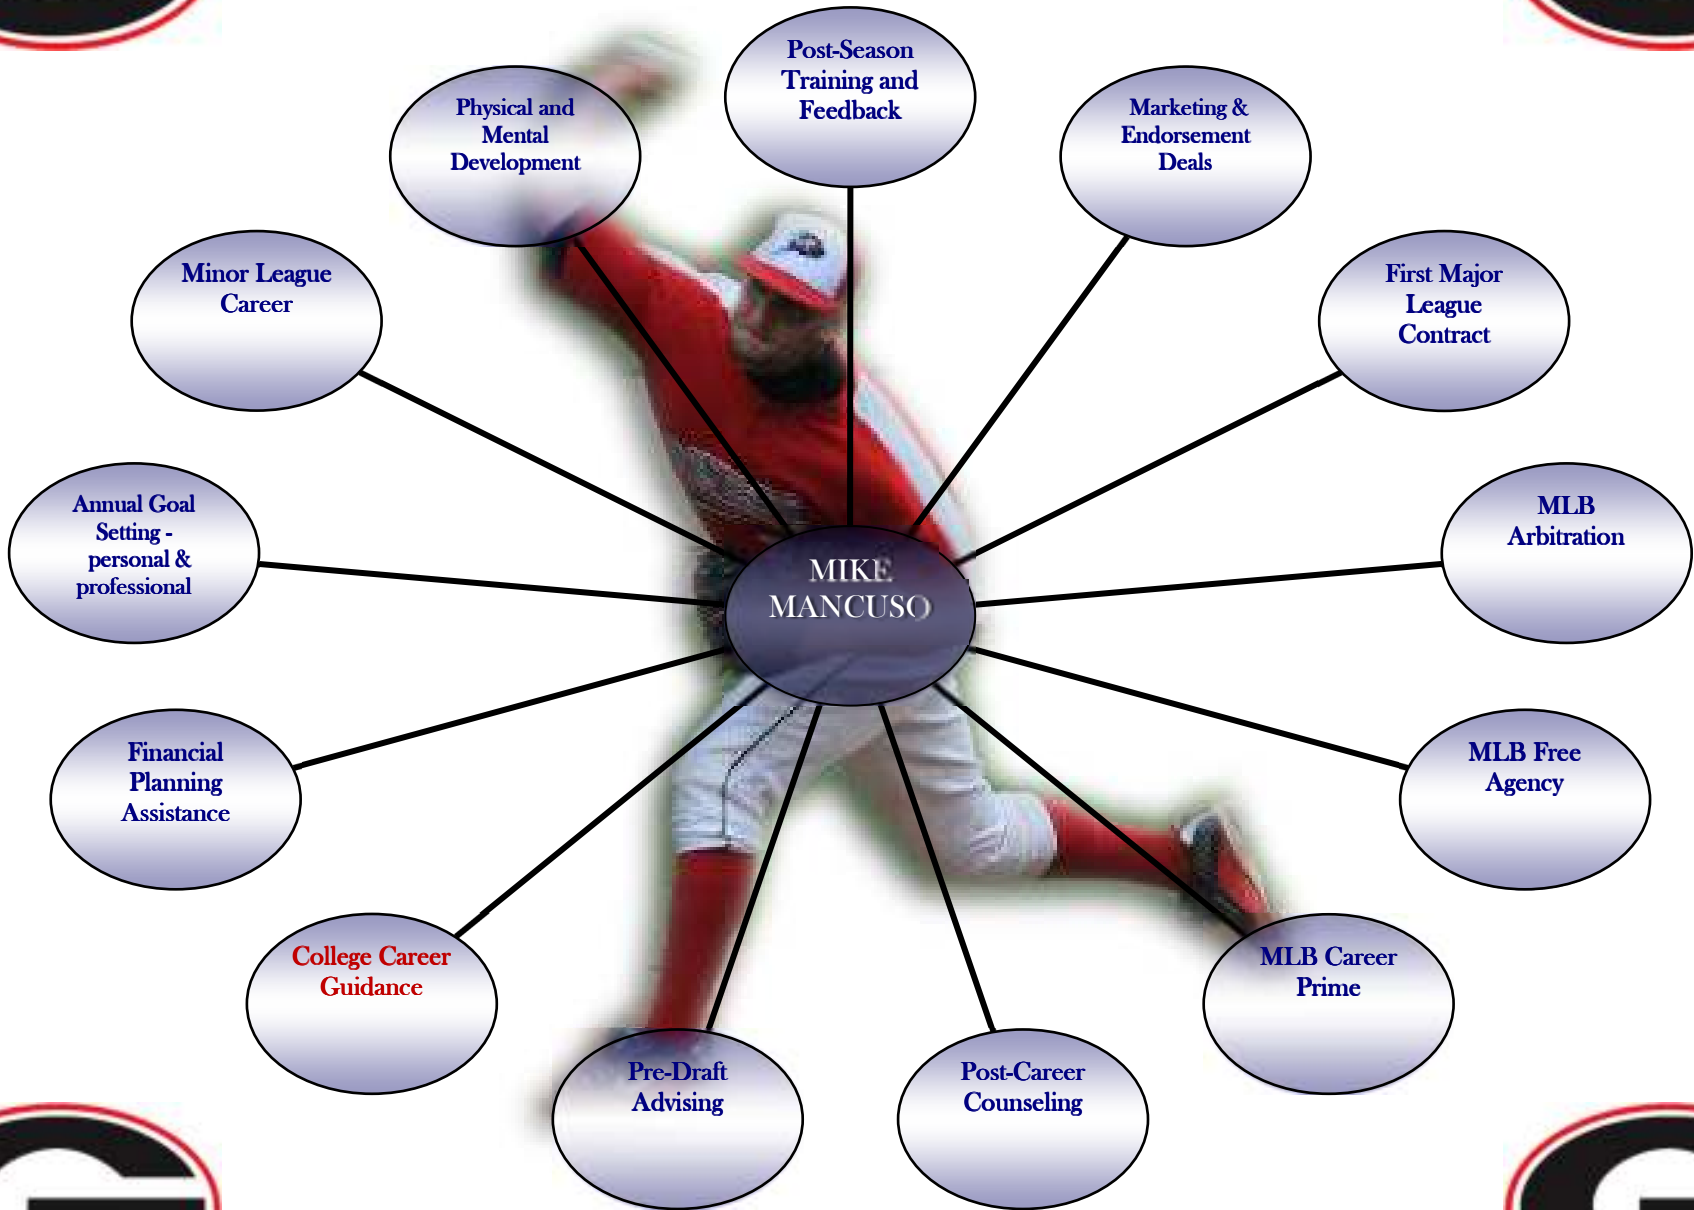 Post-Season
Training and
Feedback
Physical and
Mental
Development
Marketing &
Endorsement
Deals
Minor League
Career
First Major
League
Contract
Annual Goal
Setting -
personal &
professional
MLB
Arbitration
MIKE
MANCUSO
Financial
Planning
Assistance
MLB Free
Agency
College Career
Guidance
MLB Career
Prime
Pre-Draft
Advising
Post-Career
Counseling